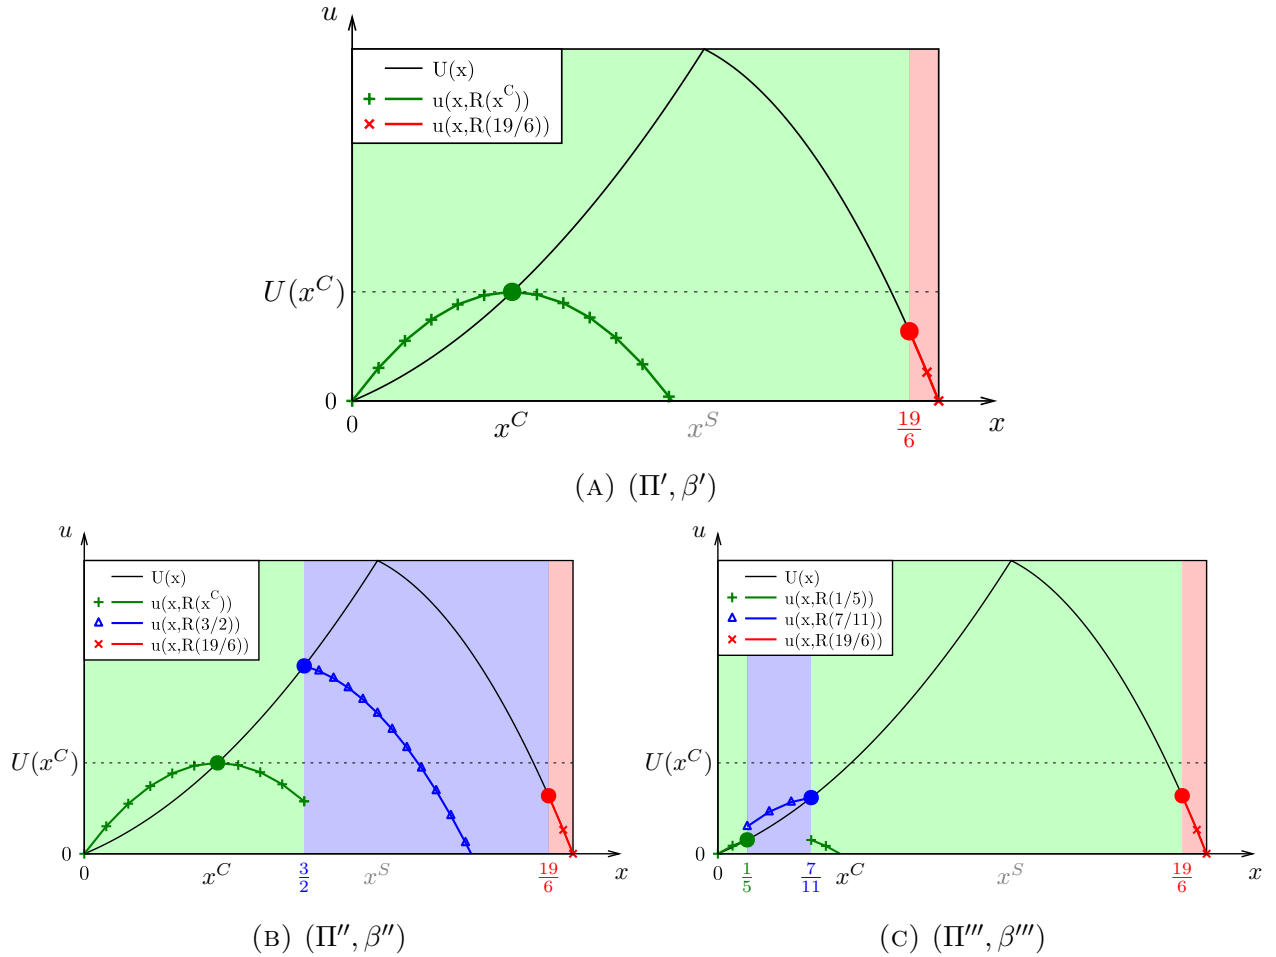 u
U(x)
u(x,R(x^C))
u(x,R(19/6))
U(x^C)
0
0
x^C
x^S
19/6
x
(A) (Π′, β′)
u
U(x)
u(x,R(x^C))
u(x,R(3/2))
u(x,R(19/6))
U(x^C)
0
0
x^C
3/2
x^S
19/6
x
(B) (Π″, β″)
u
U(x)
u(x,R(1/5))
u(x,R(7/11))
u(x,R(19/6))
U(x^C)
0
0
1/5
7/11
x^C
x^S
19/6
x
(C) (Π‴, β‴)